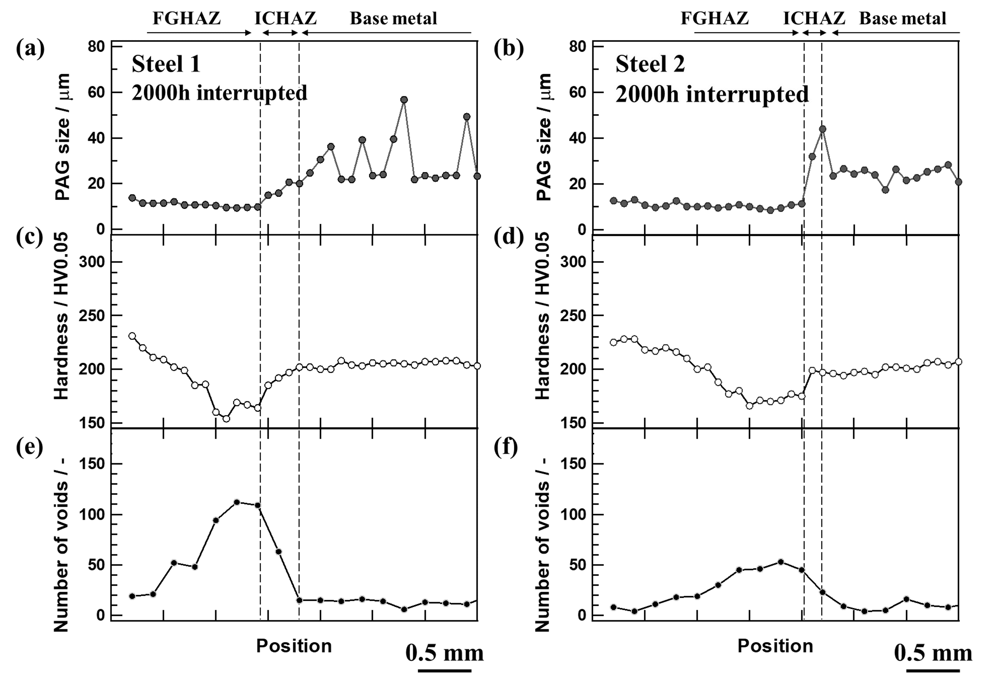 FGHAZ ICHAZ Base metal
FGHAZ ICHAZ Base metal
(a)
PAG size / μm
80
60
40
20
0
Steel 1
2000h interrupted
(b)
PAG size / μm
80
60
40
20
0
Steel 2
2000h interrupted
(c)
Hardness / HV0.05
300
250
200
150
(d)
Hardness / HV0.05
300
250
200
150
(e)
Number of voids / -
150
100
50
0
Position
0.5 mm
(f)
Number of voids / -
150
100
50
0
Position
0.5 mm